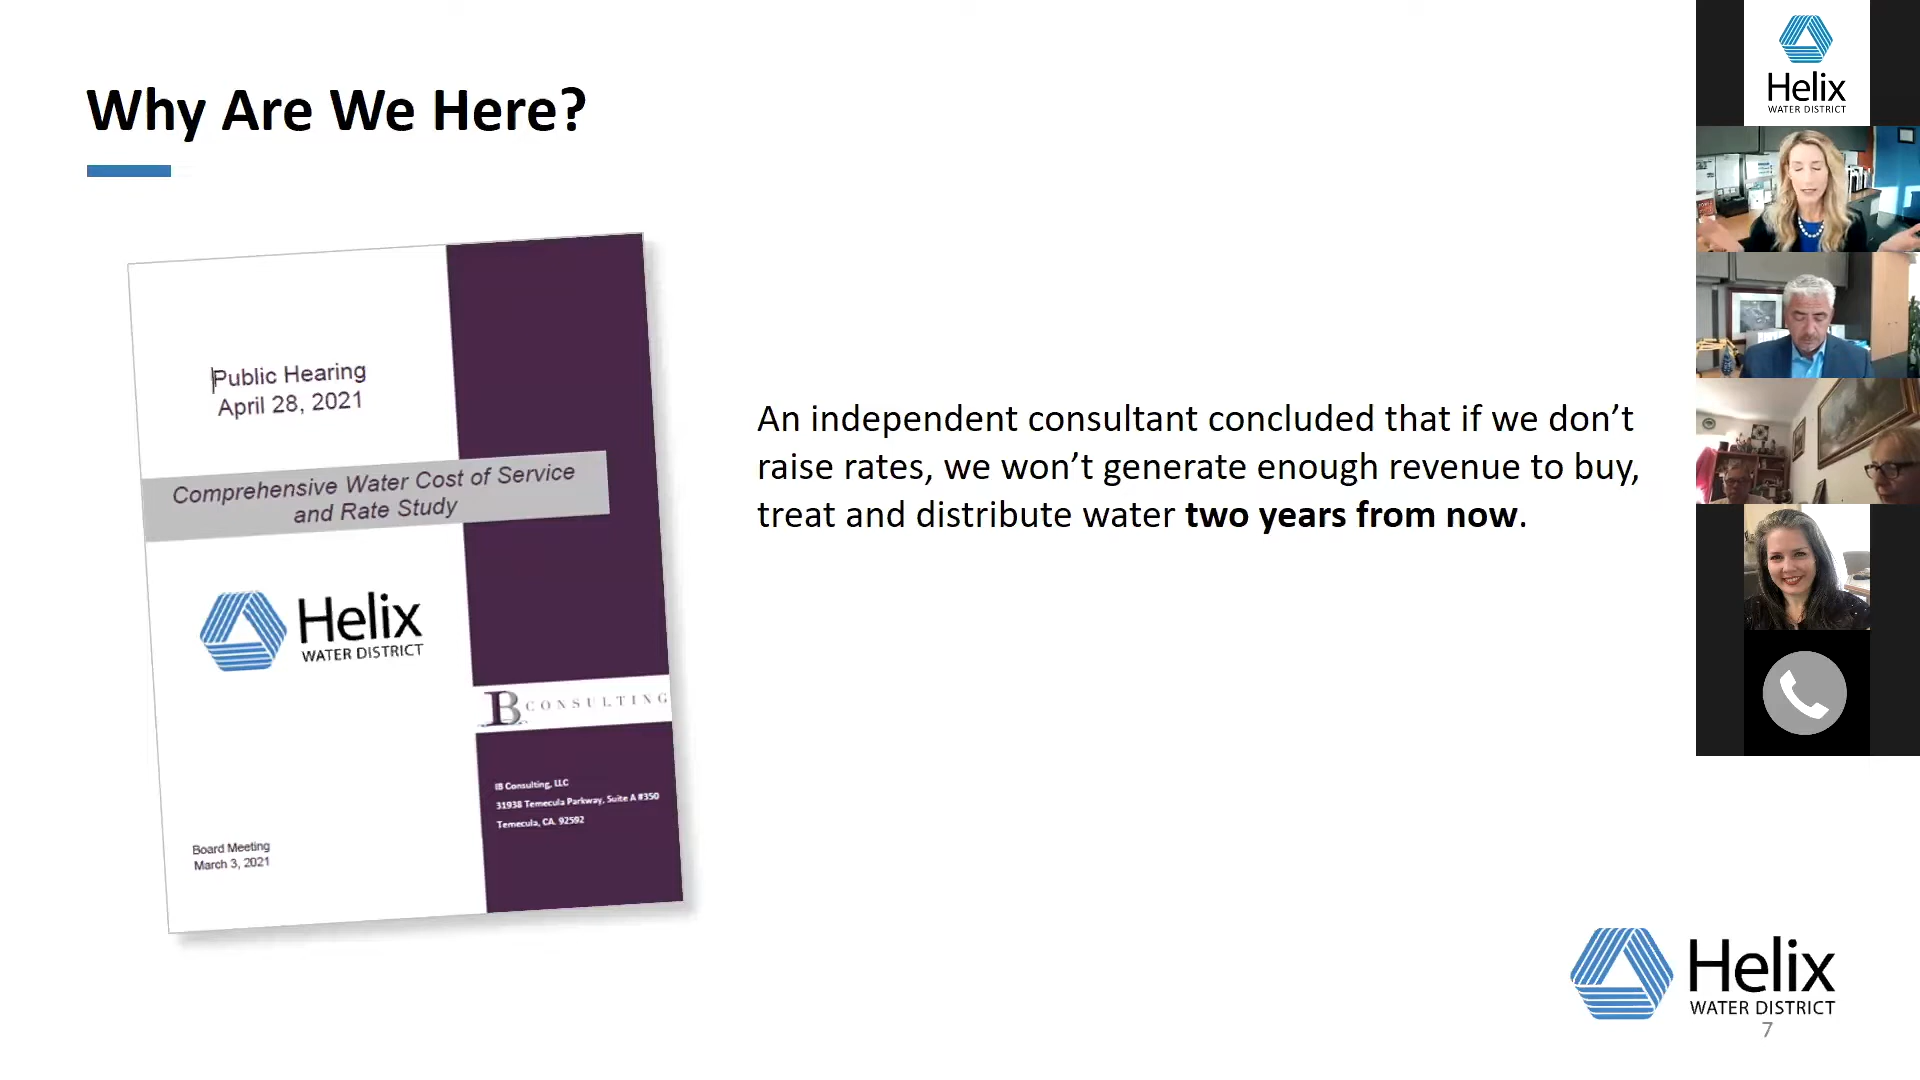 Why Are We Here?
Public Hearing
April 28, 2021
Comprehensive Water Cost of Service
and Rate Study
Helix
WATER DISTRICT
IB CONSULTING
IB Consulting, LLC
31938 Temecula Parkway, Suite A #350
Temecula, CA. 92592
Board Meeting
March 3, 2021
An independent consultant concluded that if we don’t
raise rates, we won’t generate enough revenue to buy,
treat and distribute water two years from now.
Helix
WATER DISTRICT
Helix
WATER DISTRICT
7